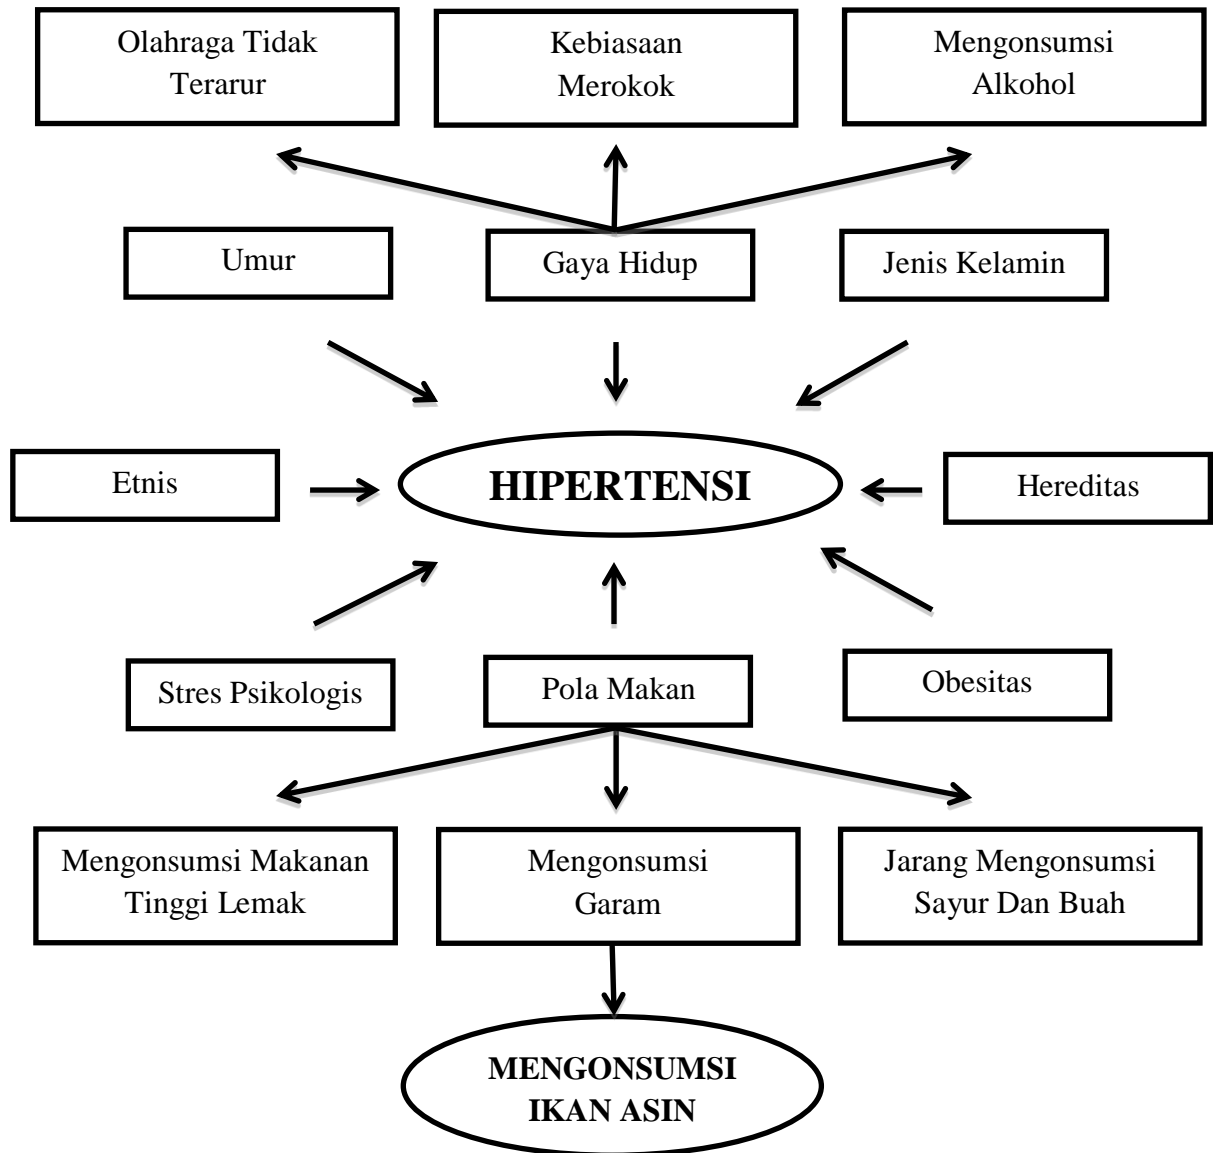 Olahraga Tidak
Terarur
Kebiasaan
Merokok
Mengonsumsi
Alkohol
Umur
Gaya Hidup
Jenis Kelamin
Etnis
HIPERTENSI
Hereditas
Stres Psikologis
Pola Makan
Obesitas
Mengonsumsi Makanan
Tinggi Lemak
Mengonsumsi
Garam
Jarang Mengonsumsi
Sayur Dan Buah
MENGONSUMSI
IKAN ASIN